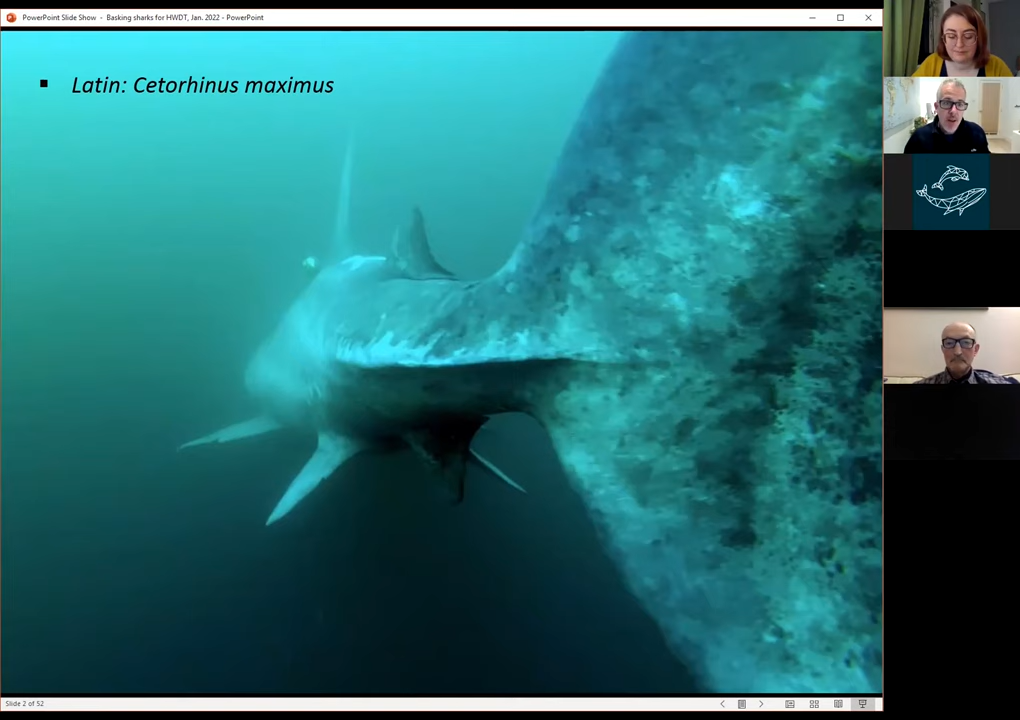 PowerPoint Slide Show - Basking sharks for HWDT, Jan. 2022 - PowerPoint
▪ Latin: Cetorhinus maximus
Slide 2 of 52